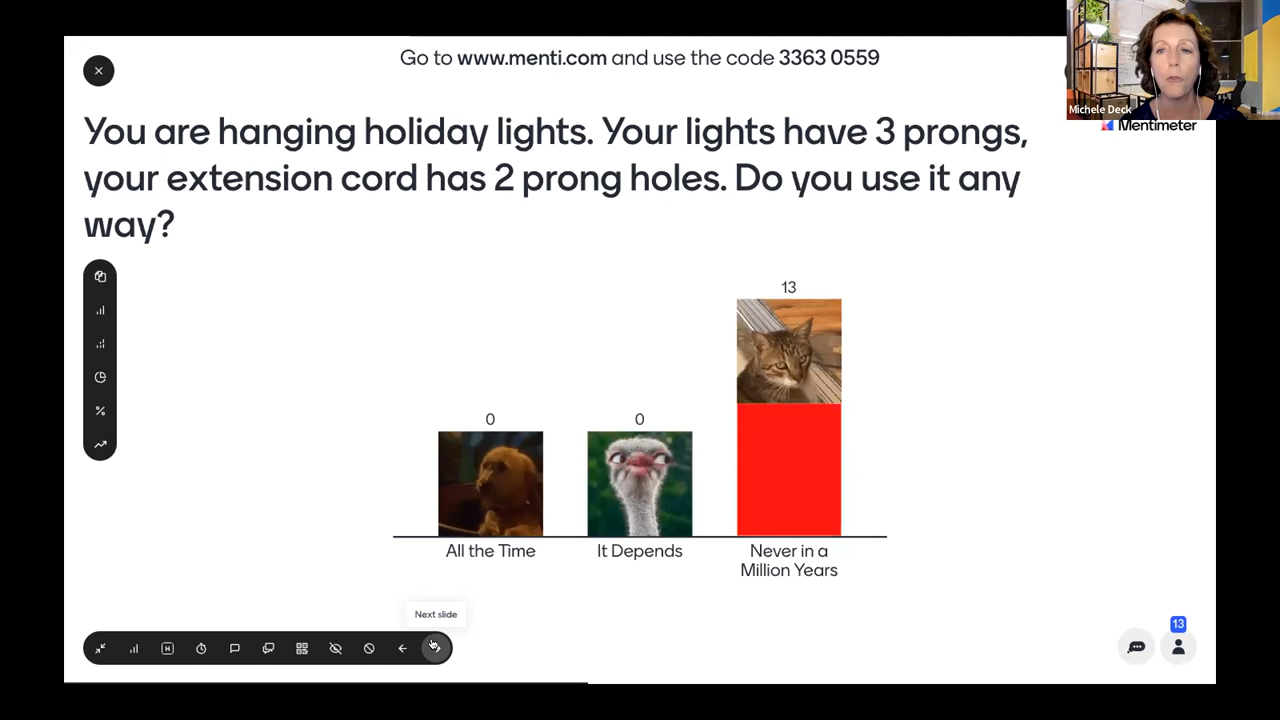 Go to www.menti.com and use the code 3363 0559
Michele Deck
Mentimeter
You are hanging holiday lights. Your lights have 3 prongs,
your extension cord has 2 prong holes. Do you use it any
way?
13
0
0
All the Time
It Depends
Never in a
Million Years
Next slide
H
13